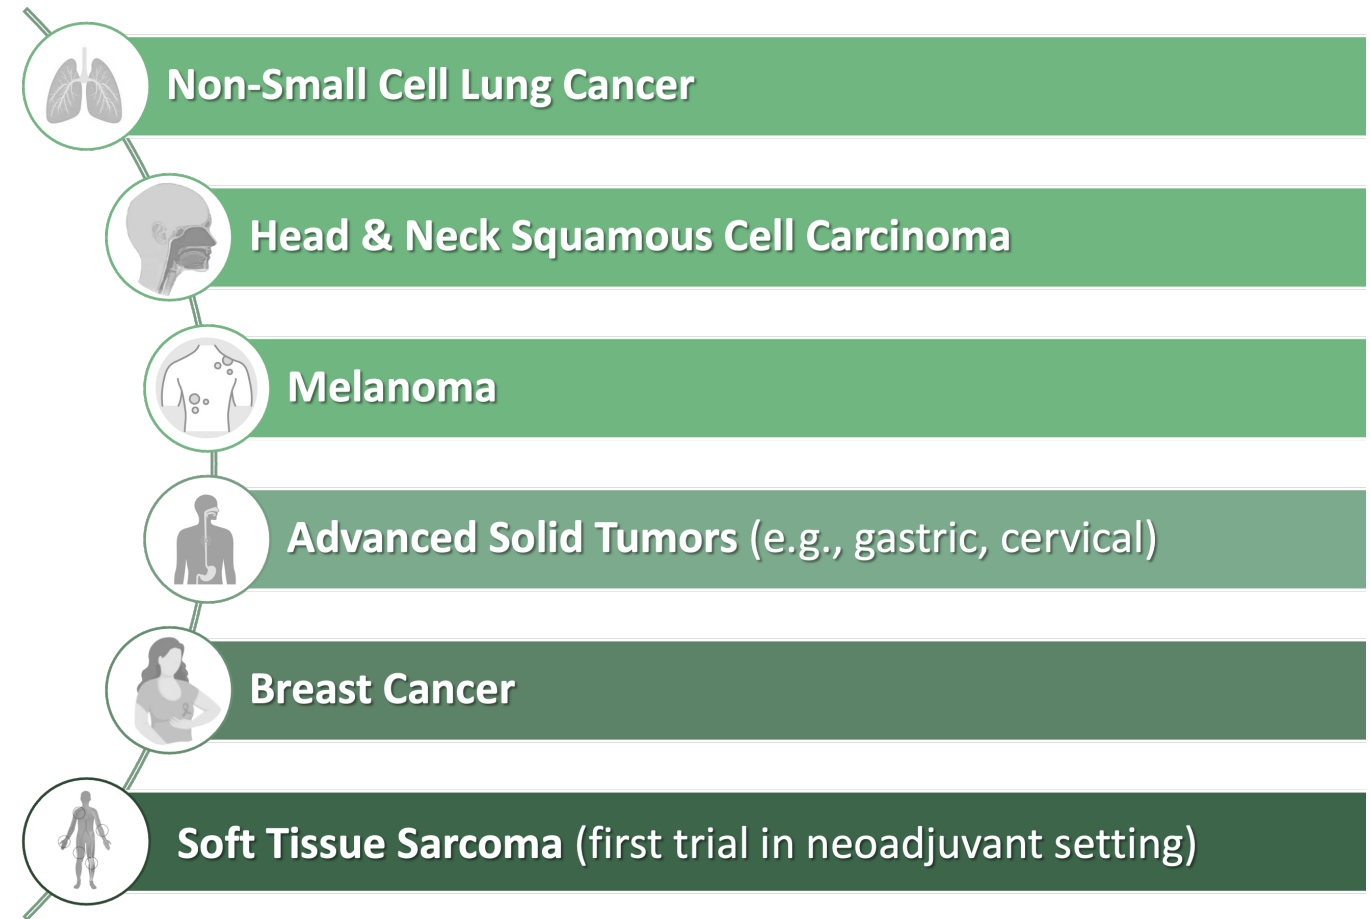 Non-Small Cell Lung Cancer
Head & Neck Squamous Cell Carcinoma
Melanoma
Advanced Solid Tumors (e.g., gastric, cervical)
Breast Cancer
Soft Tissue Sarcoma (first trial in neoadjuvant setting)